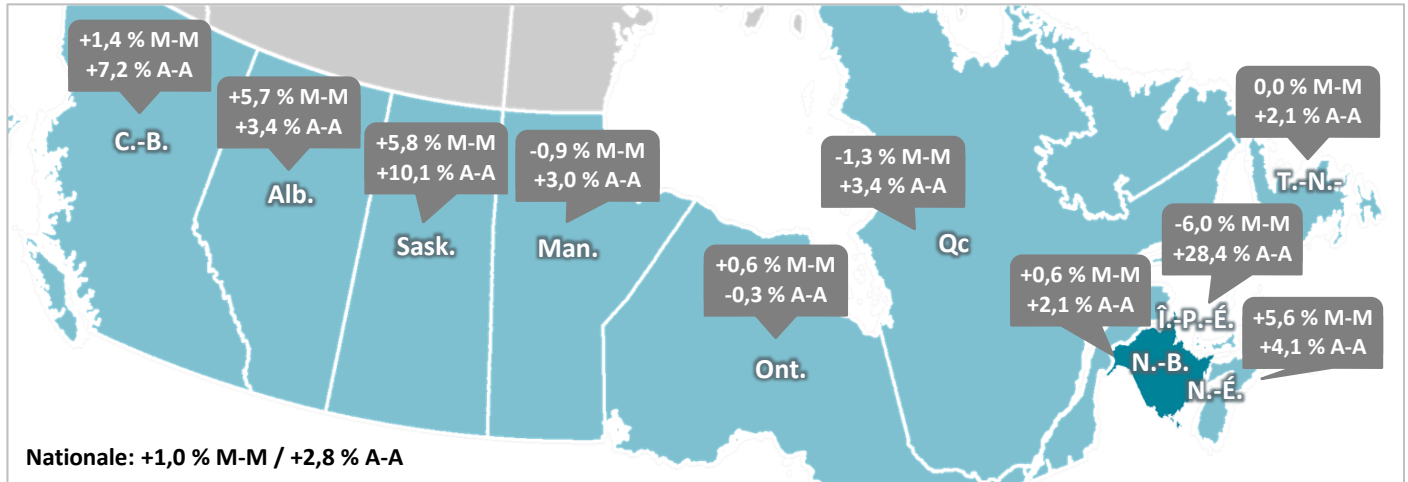 +1,4 % M-M
+7,2 % A-A
C.-B.
+5,7 % M-M
+3,4 % A-A
Alb.
+5,8 % M-M
+10,1 % A-A
Sask.
-0,9 % M-M
+3,0 % A-A
Man.
+0,6 % M-M
-0,3 % A-A
Ont.
-1,3 % M-M
+3,4 % A-A
Qc
0,0 % M-M
+2,1 % A-A
T.-N.-
-6,0 % M-M
+28,4 % A-A
Î.-P.-É.
+0,6 % M-M
+2,1 % A-A
N.-B.
+5,6 % M-M
+4,1 % A-A
N.-É.
Nationale: +1,0 % M-M / +2,8 % A-A